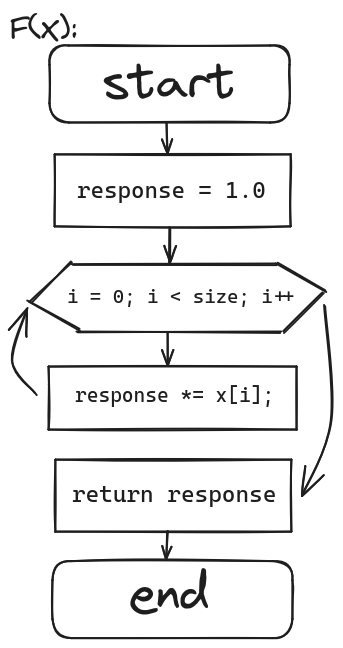 F(x):
start
response = 1.0
i = 0; i < size; i++
response *= x[i];
return response
end